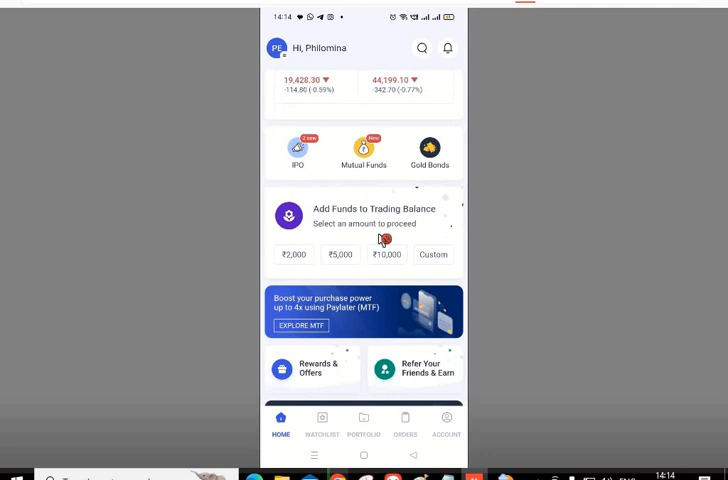 14:14
PE
Hi, Philomina
19,428.30 ▼
44,199.10 ▼
-114.80 (-0.59%)
-342.70 (-0.77%)
2 new
New
IPO
Mutual Funds
Gold Bonds
Add Funds to Trading Balance
Select an amount to proceed
₹2,000
₹5,000
₹10,000
Custom
Boost your purchase power
up to 4x using Paylater (MTF)
EXPLORE MTF
Rewards &
Offers
Refer Your
Friends & Earn
HOME
WATCHLIST
PORTFOLIO
ORDERS
ACCOUNT
14:14